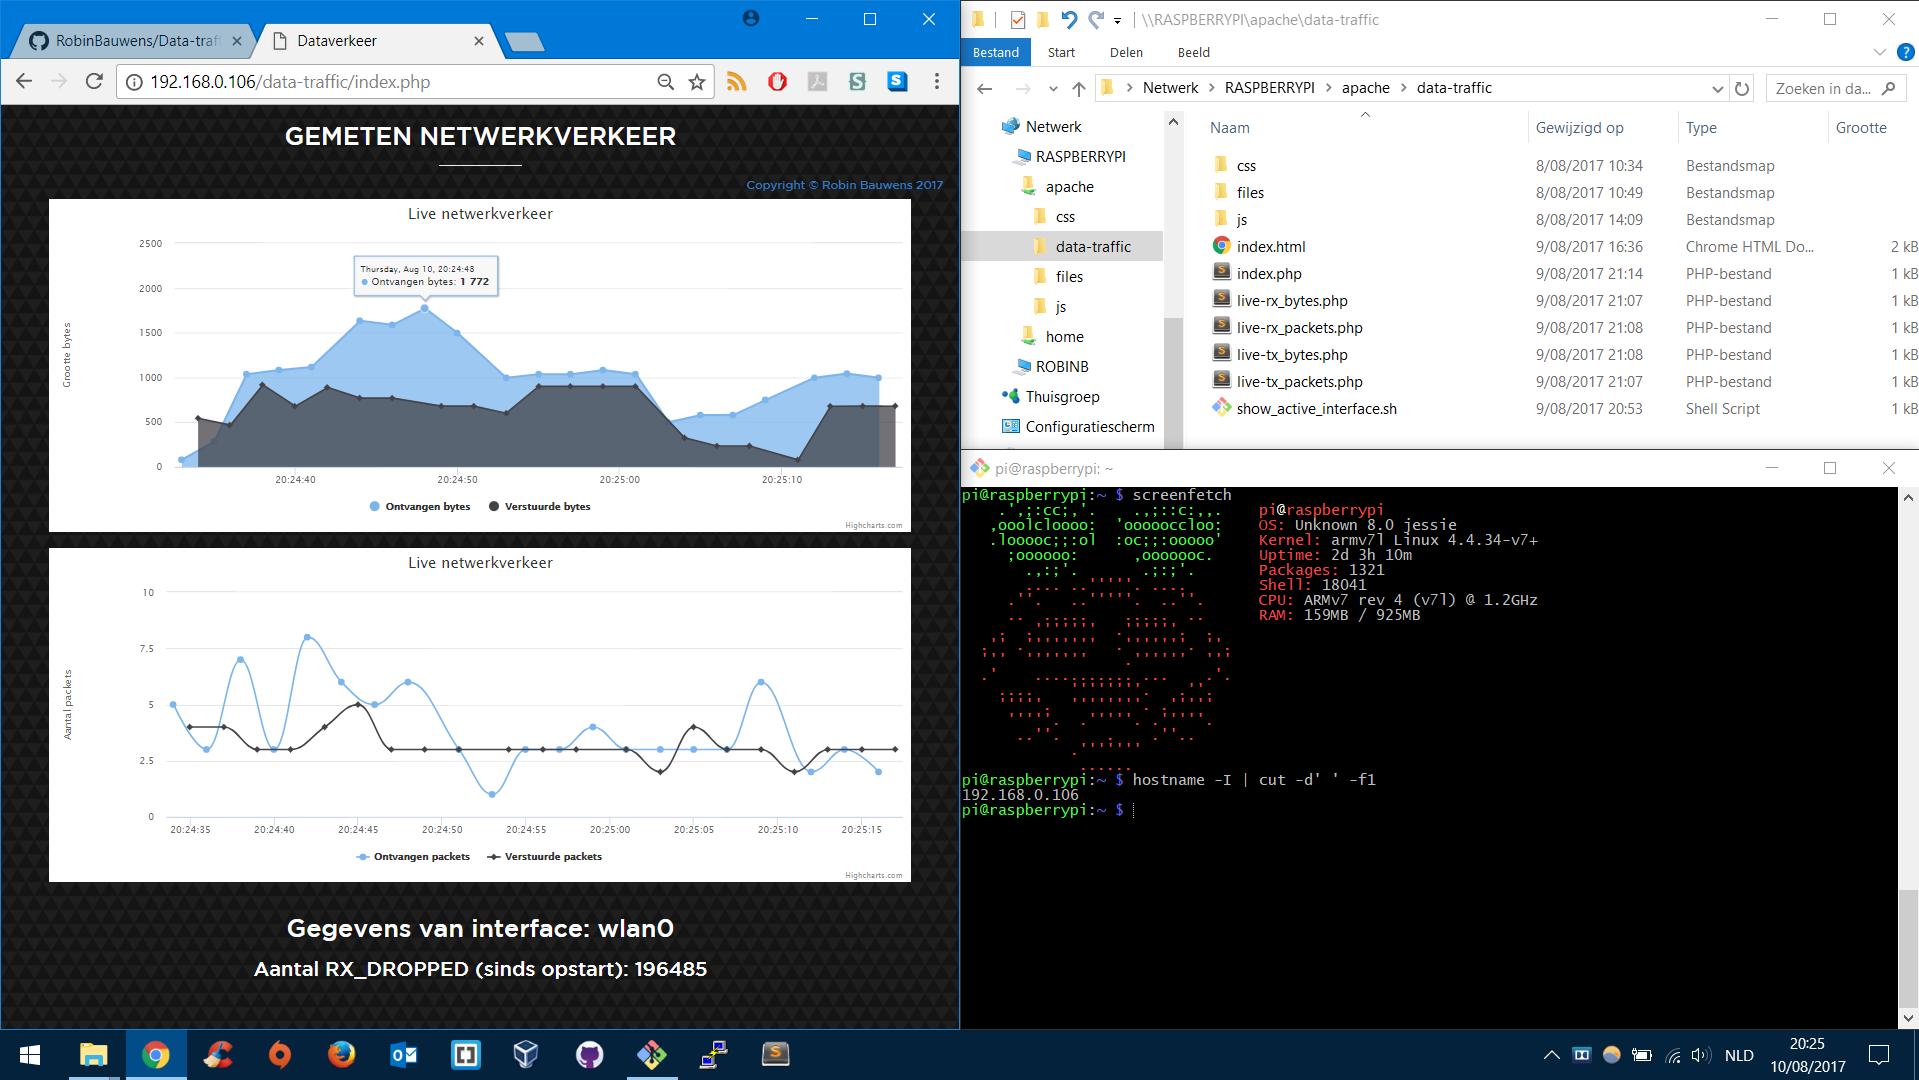 RobinBauwens/Data-traf
Dataverkeer
192.168.0.106/data-traffic/index.php
GEMETEN NETWERKVERKEER
Copyright © Robin Bauwens 2017
Live netwerkverkeer
Grootte bytes
2500
2000
1500
1000
500
0
Thursday, Aug 10, 20:24:48
Ontvangen bytes: 1 772
20:24:40 20:24:50 20:25:00 20:25:10
Ontvangen bytes Verstuurde bytes
Highcharts.com
Live netwerkverkeer
Aantal packets
10
7.5
5
2.5
0
20:24:35 20:24:40 20:24:45 20:24:50 20:24:55 20:25:00 20:25:05 20:25:10 20:25:15
Ontvangen packets Verstuurde packets
Highcharts.com
Gegevens van interface: wlan0
Aantal RX_DROPPED (sinds opstart): 196485
\\RASPBERRYPI\apache\data-traffic
Bestand Start Delen Beeld
Netwerk RASPBERRYPI apache data-traffic
Zoeken in da...
Netwerk
RASPBERRYPI
apache
css
data-traffic
files
js
home
ROBINB
Thuisgroep
Configuratiescherm
Naam Gewijzigd op Type Grootte
css 8/08/2017 10:34 Bestandsmap
files 8/08/2017 10:49 Bestandsmap
js 8/08/2017 14:09 Bestandsmap
index.html 9/08/2017 16:36 Chrome HTML Do... 2 kB
index.php 9/08/2017 21:14 PHP-bestand 1 kB
live-rx_bytes.php 9/08/2017 21:07 PHP-bestand 1 kB
live-rx_packets.php 9/08/2017 21:08 PHP-bestand 1 kB
live-tx_bytes.php 9/08/2017 21:08 PHP-bestand 1 kB
live-tx_packets.php 9/08/2017 21:07 PHP-bestand 1 kB
show_active_interface.sh 9/08/2017 20:53 Shell Script 1 kB
pi@raspberrypi: ~
pi@raspberrypi:~ $ screenfetch
pi@raspberrypi
OS: Unknown 8.0 jessie
Kernel: armv7l Linux 4.4.34-v7+
Uptime: 2d 3h 10m
Packages: 1321
Shell: 18041
CPU: ARMv7 rev 4 (v7l) @ 1.2GHz
RAM: 159MB / 925MB
pi@raspberrypi:~ $ hostname -I | cut -d' ' -f1
192.168.0.106
pi@raspberrypi:~ $
NLD
20:25
10/08/2017